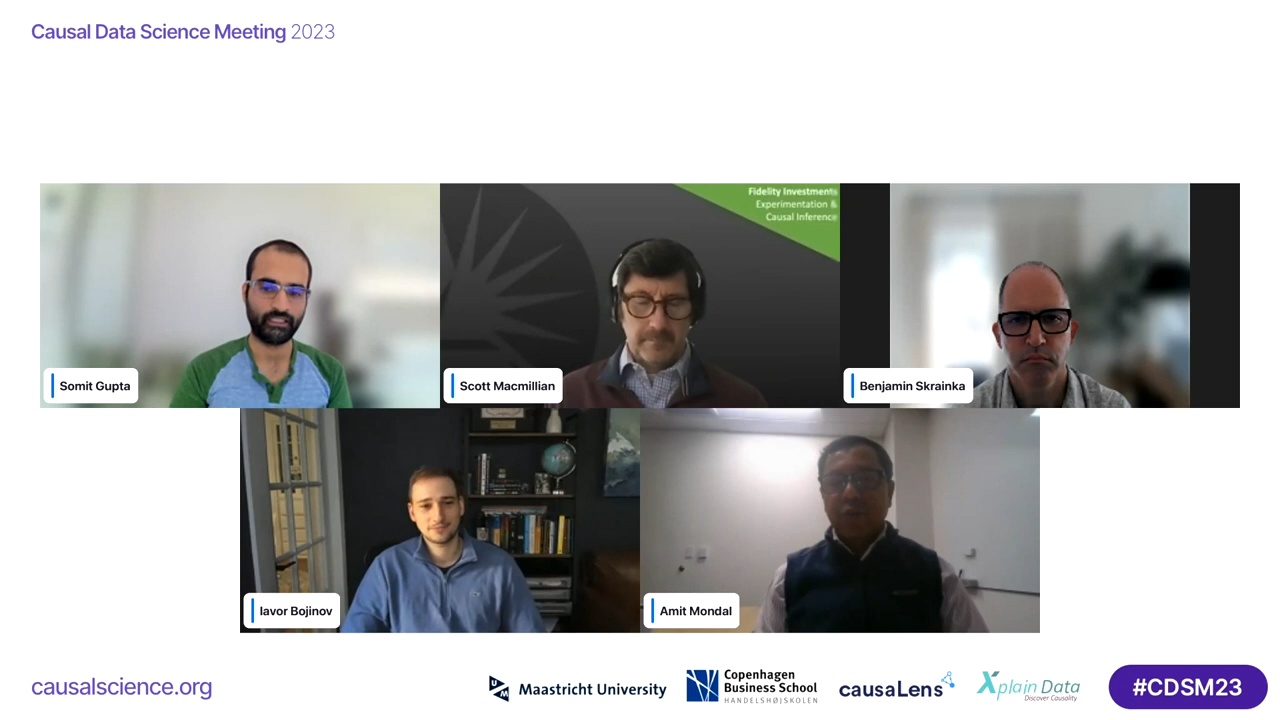 Causal Data Science Meeting 2023
Fidelity Investments
Experimentation &
Causal Inference
Somit Gupta
Scott Macmillian
Benjamin Skrainka
Iavor Bojinov
Amit Mondal
causalscience.org
UM
Maastricht University
Copenhagen
Business School
HANDELSHØJSKOLEN
causaLens
Xplain Data
Discover Causality
#CDSM23